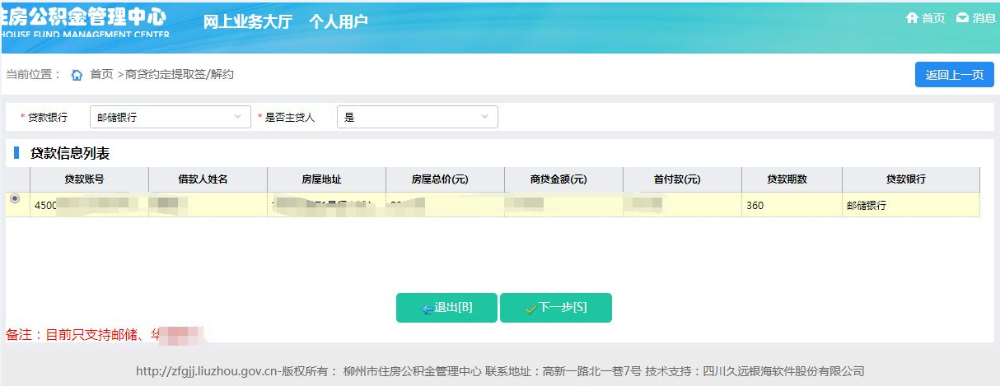 住房公积金管理中心
网上业务大厅 个人用户
首页 消息
HOUSE FUND MANAGEMENT CENTER
当前位置： 首页 >商贷约定提取签/解约
返回上一页
* 贷款银行 邮储银行 * 是否主贷人 是
贷款信息列表
贷款账号 借款人姓名 房屋地址 房屋总价(元) 商贷金额(元) 首付款(元) 贷款期数 贷款银行
4500 360 邮储银行
退出[B] 下一步[S]
备注：目前只支持邮储、华
http://zfgjj.liuzhou.gov.cn-版权所有： 柳州市住房公积金管理中心 联系地址：高新一路北一巷7号 技术支持：四川久远银海软件股份有限公司